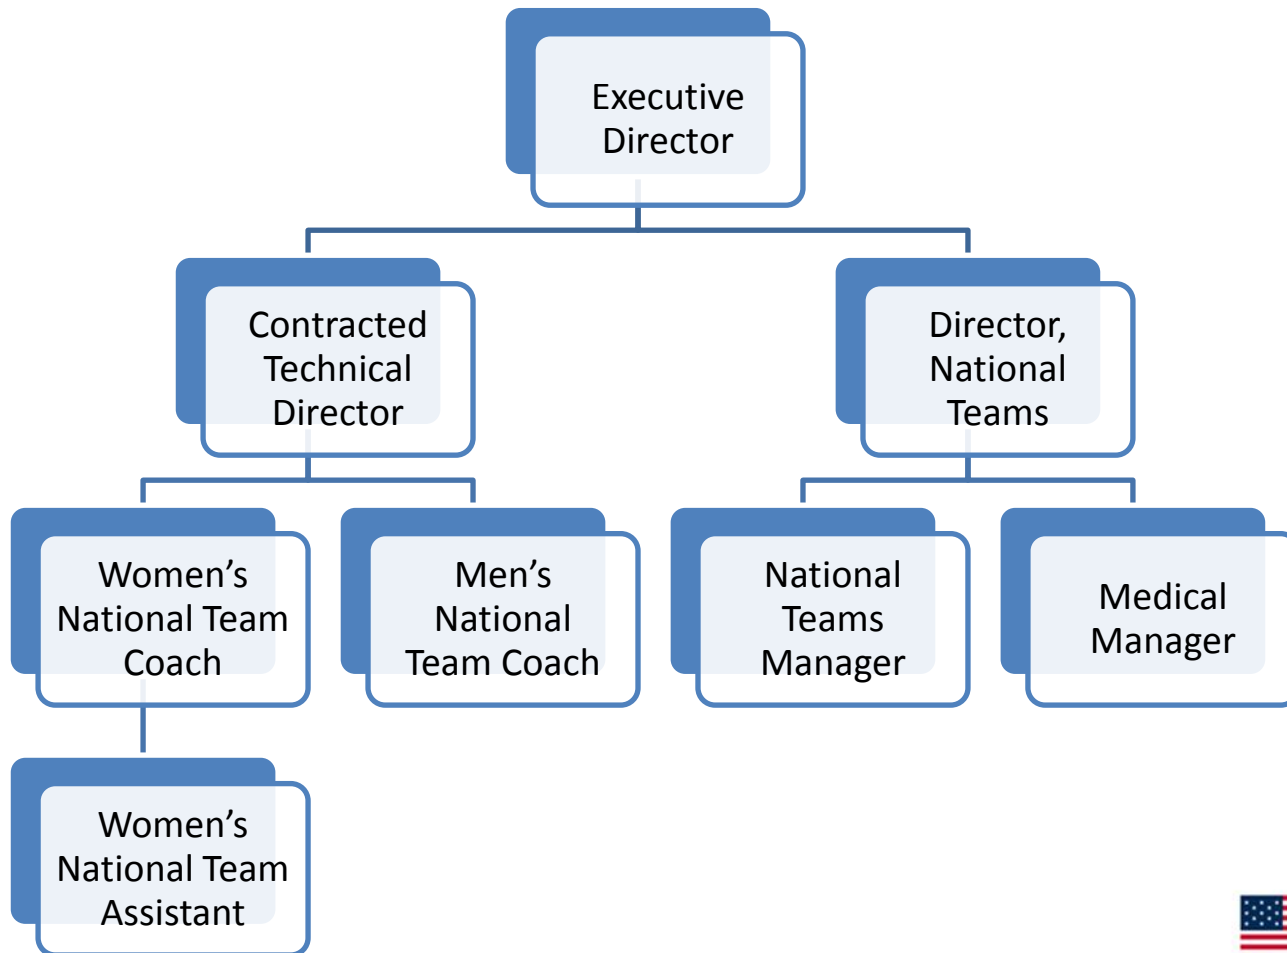 Executive
Director
Contracted
Technical
Director
Director,
National
Teams
Women’s
National Team
Coach
Men’s
National
Team Coach
National
Teams
Manager
Medical
Manager
Women’s
National Team
Assistant